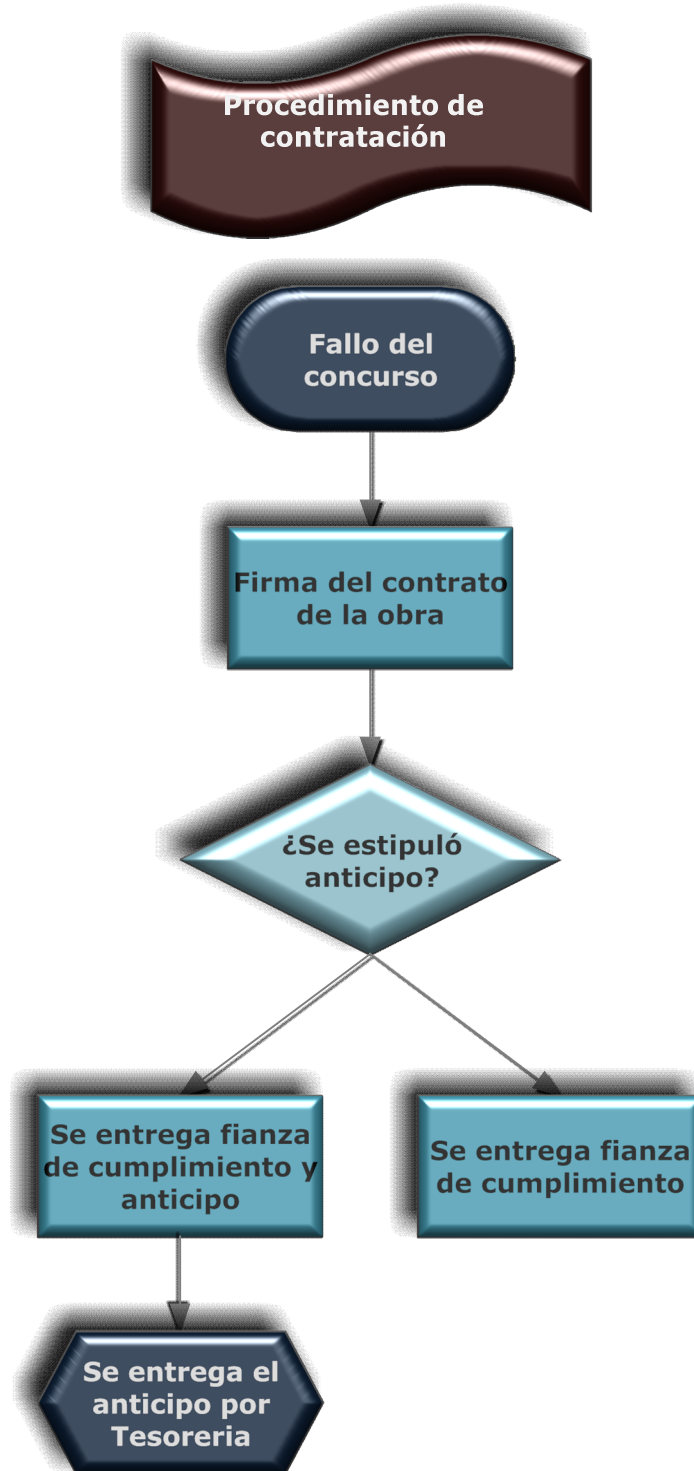 Procedimiento de
contratación
Fallo del
concurso
Firma del contrato
de la obra
¿Se estipuló
anticipo?
Se entrega fianza
de cumplimiento y
anticipo
Se entrega fianza
de cumplimiento
Se entrega el
anticipo por
Tesoreria